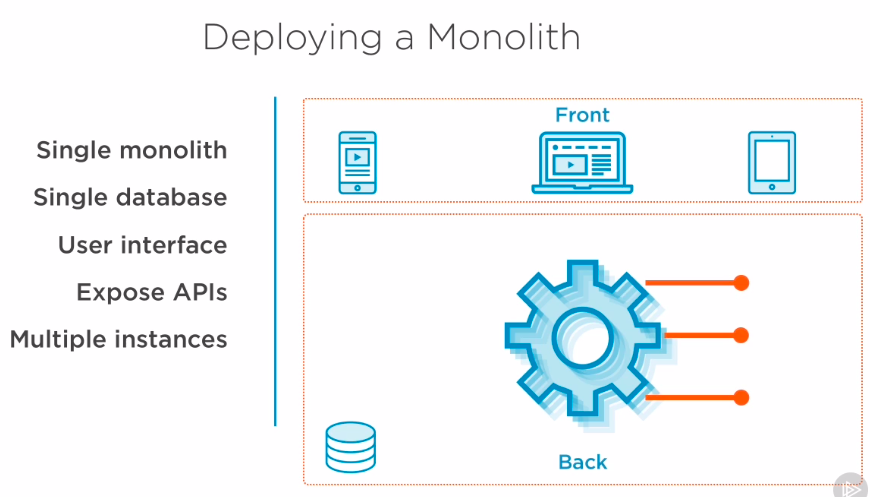 Deploying a Monolith
Single monolith
Single database
User interface
Expose APIs
Multiple instances
Front
Back